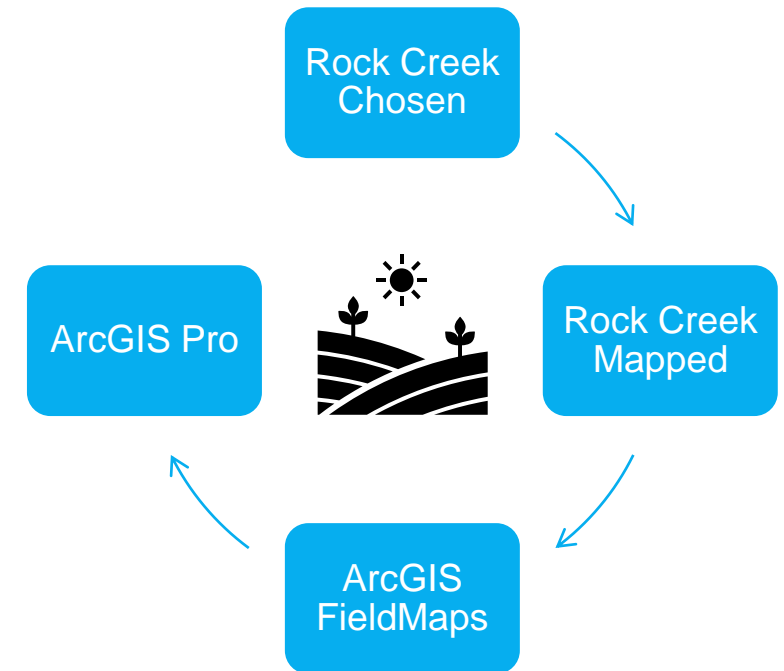 Rock Creek
Chosen
Rock Creek
Mapped
ArcGIS
FieldMaps
ArcGIS Pro